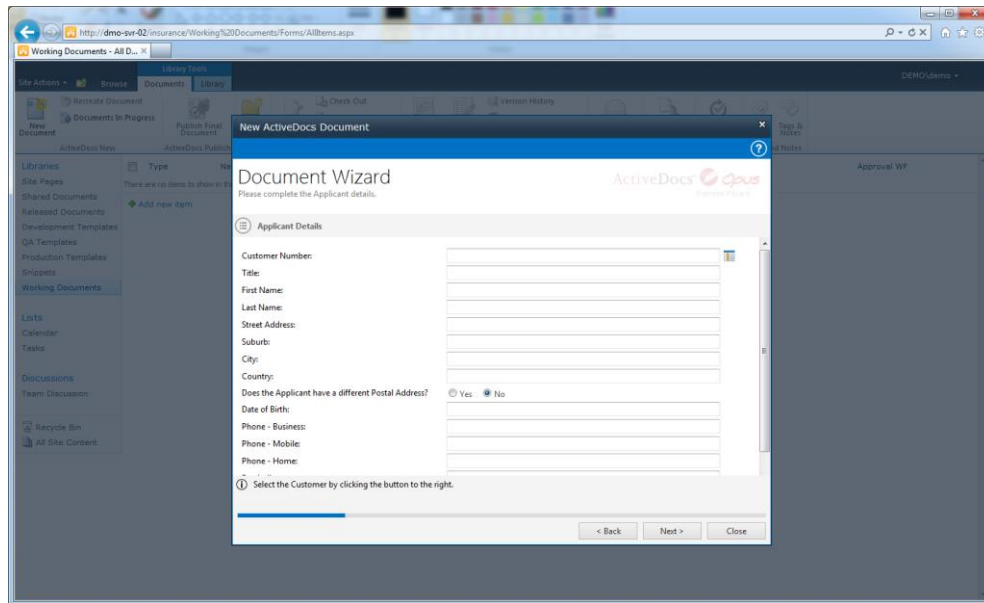 http://dmo-svr-02/insurance/Working%20Documents/Forms/AllItems.aspx
Working Documents - All D...
Library Tools
Site Actions
Browse
Documents
Library
DEMO\demo
Recreate Document
Documents In Progress
New Document
Publish Final Document
Check Out
Version History
Tags & Notes
ActiveDocs New
ActiveDocs Publish
Libraries
Site Pages
Shared Documents
Released Documents
Development Templates
QA Templates
Production Templates
Snippets
Working Documents
Lists
Calendar
Tasks
Discussions
Team Discussion
Recycle Bin
All Site Content
Type
Na
Approval WF
There are no items to show in th
Add new item
New ActiveDocs Document
Document Wizard
Please complete the Applicant details.
ActiveDocs Opus
Applicant Details
Customer Number:
Title:
First Name:
Last Name:
Street Address:
Suburb:
City:
Country:
Does the Applicant have a different Postal Address? Yes No
Date of Birth:
Phone - Business:
Phone - Mobile:
Phone - Home:
Select the Customer by clicking the button to the right.
< Back Next > Close